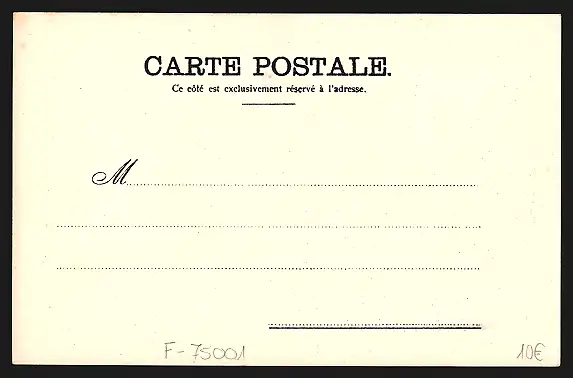 CARTE POSTALE.
Ce côté est exclusivement réservé à l'adresse.
M
F-75001
10€